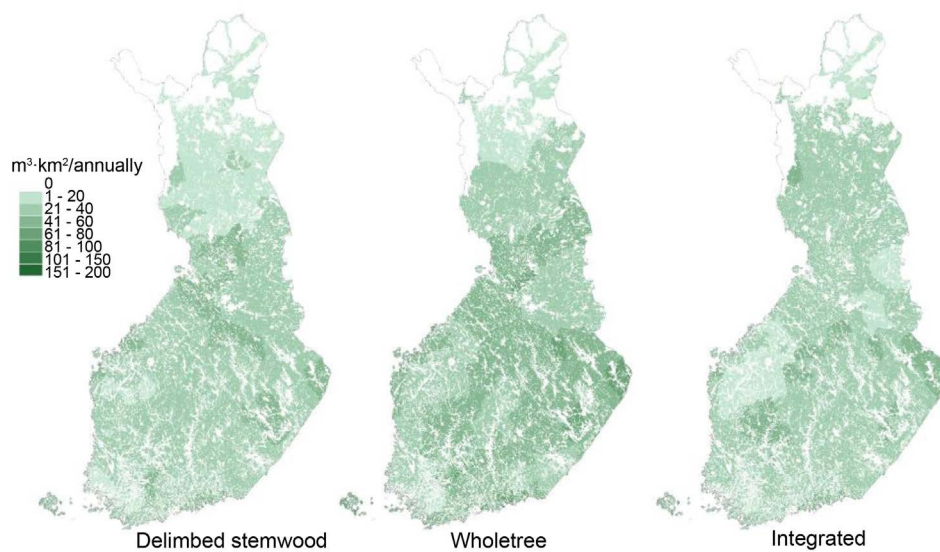 m³·km²/annually
0
1 - 20
21 - 40
41 - 60
61 - 80
81 - 100
101 - 150
151 - 200
Delimbed stemwood
Wholetree
Integrated